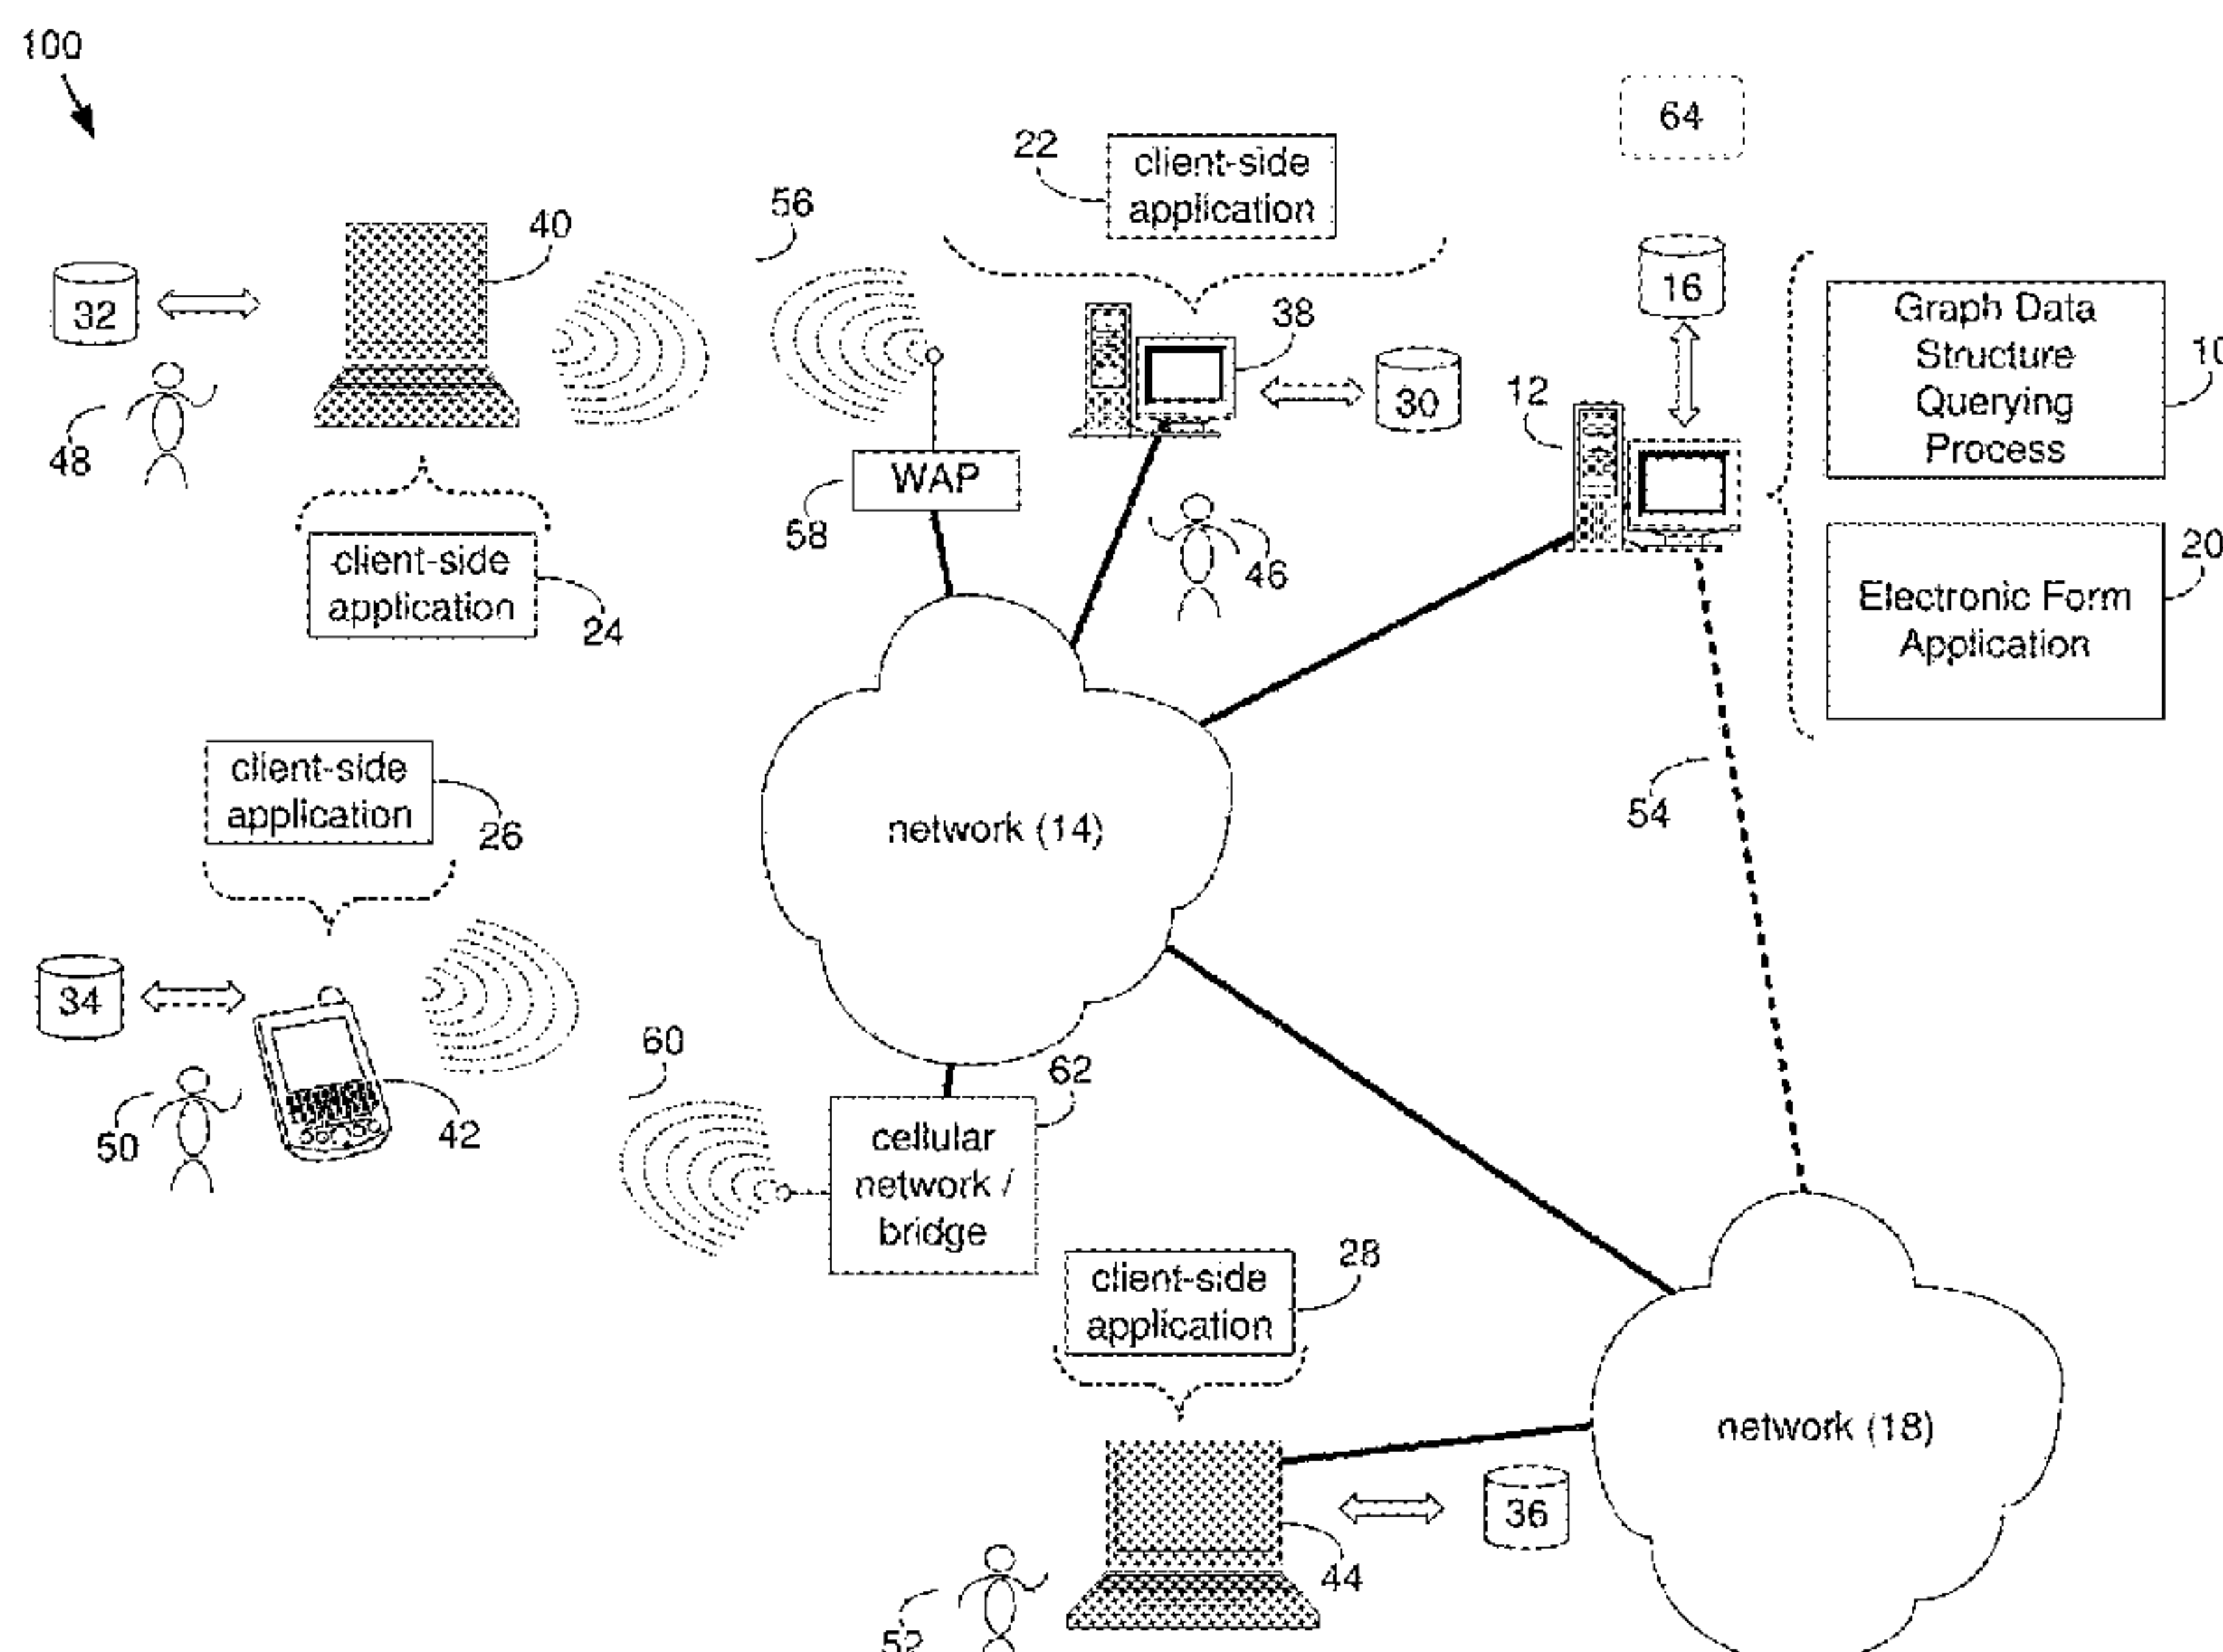 100
64
22
client-side
application
56
40
32
48
client-side
application
24
WAP
58
38
30
46
16
12
Graph Data
Structure
Querying
Process
10
Electronic Form
Application
20
54
client-side
application
26
network (14)
34
50
42
60
62
cellular
network /
bridge
client-side
application
28
network (18)
36
44
52